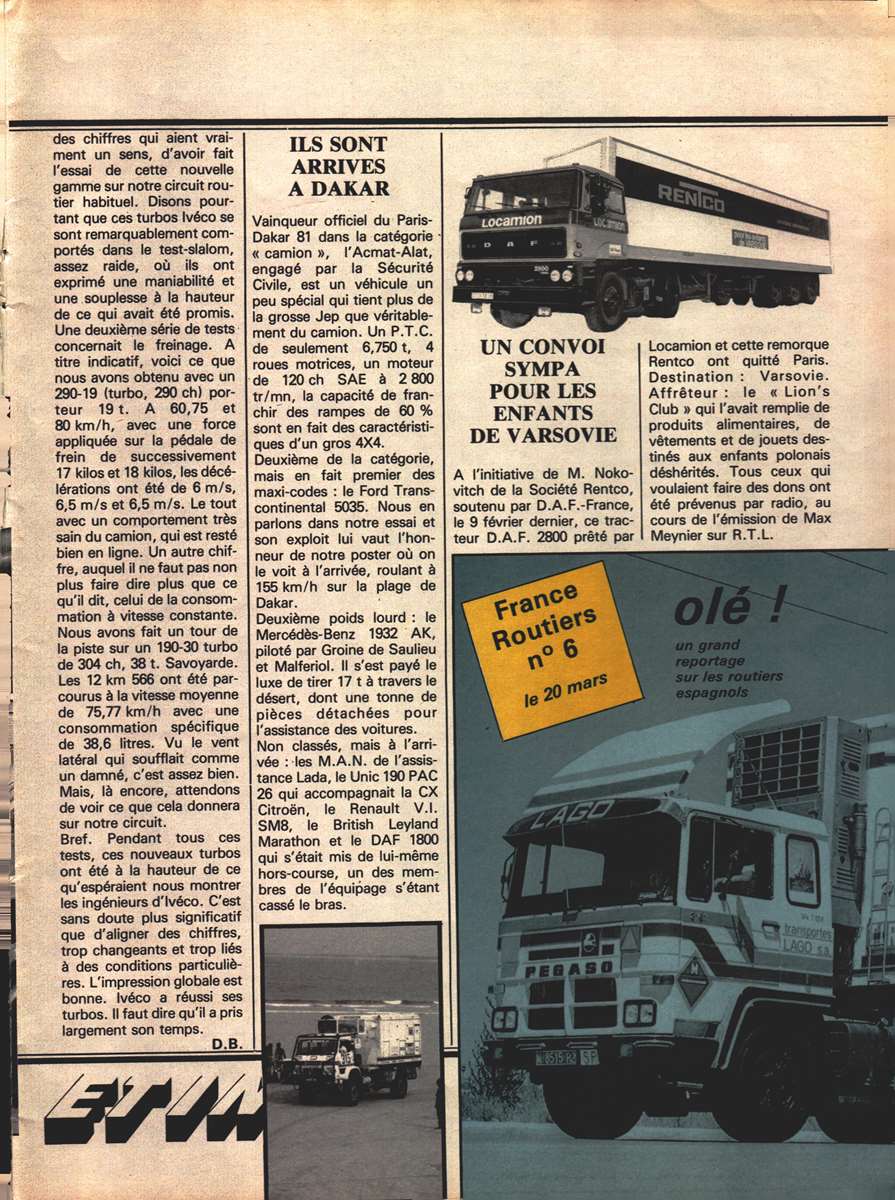 des chiffres qui aient vrai-
ment un sens, d'avoir fait
l'essai de cette nouvelle
gamme sur notre circuit rou-
tier habituel. Disons pour-
tant que ces turbos Ivéco se
sont remarquablement com-
portés dans le test-slalom,
assez raide, où ils ont
exprimé une maniabilité et
une souplesse à la hauteur
de ce qui avait été promis.
Une deuxième série de tests
concernait le freinage. A
titre indicatif, voici ce que
nous avons obtenu avec un
290-19 (turbo, 290 ch) por-
teur 19 t. A 60,75 et
80 km/h, avec une force
appliquée sur la pédale de
frein de successivement
17 kilos et 18 kilos, les décé-
lérations ont été de 6 m/s,
6,5 m/s et 6,5 m/s. Le tout
avec un comportement très
sain du camion, qui est resté
bien en ligne. Un autre chif-
fre, auquel il ne faut pas non
plus faire dire plus que ce
qu'il dit, celui de la consom-
mation à vitesse constante.
Nous avons fait un tour de
la piste sur un 190-30 turbo
de 304 ch, 38 t. Savoyarde.
Les 12 km 566 ont été par-
courus à la vitesse moyenne
de 75,77 km/h avec une
consommation spécifique
de 38,6 litres. Vu le vent
latéral qui soufflait comme
un damné, c'est assez bien.
Mais, là encore, attendons
de voir ce que cela donnera
sur notre circuit.
Bref. Pendant tous ces
tests, ces nouveaux turbos
ont été à la hauteur de ce
qu'espéraient nous montrer
les ingénieurs d'Ivéco. C'est
sans doute plus significatif
que d'aligner des chiffres,
trop changeants et trop liés
à des conditions particuliè-
res. L'impression globale est
bonne. Ivéco a réussi ses
turbos. Il faut dire qu'il a pris
largement son temps.
D.B.
ILS SONT
ARRIVES
A DAKAR
Vainqueur officiel du Paris-
Dakar 81 dans la catégorie
« camion », l'Acmat-Alat,
engagé par la Sécurité
Civile, est un véhicule un
peu spécial qui tient plus de
la grosse Jep que véritable-
ment du camion. Un P.T.C.
de seulement 6,750 t, 4
roues motrices, un moteur
de 120 ch SAE à 2 800
tr/mn, la capacité de fran-
chir des rampes de 60 %
sont en fait des caractéristi-
ques d'un gros 4X4.
Deuxième de la catégorie,
mais en fait premier des
maxi-codes : le Ford Trans-
continental 5035. Nous en
parlons dans notre essai et
son exploit lui vaut l'hon-
neur de notre poster où on
le voit à l'arrivée, roulant à
155 km/h sur la plage de
Dakar.
Deuxième poids lourd : le
Mercédès-Benz 1932 AK,
piloté par Groine de Saulieu
et Malferiol. Il s'est payé le
luxe de tirer 17 t à travers le
désert, dont une tonne de
pièces détachées pour
l'assistance des voitures.
Non classés, mais à l'arri-
vée : les M.A.N. de l'assis-
tance Lada, le Unic 190 PAC
26 qui accompagnait la CX
Citroën, le Renault V.I.
SM8, le British Leyland
Marathon et le DAF 1800
qui s'était mis de lui-même
hors-course, un des mem-
bres de l'équipage s'étant
cassé le bras.
Locamion
LOCamion
DAF
2800
RENTCO
UN CONVOI
SYMPA
POUR LES
ENFANTS
DE VARSOVIE
A l'initiative de M. Noko-
vitch de la Société Rentco,
soutenu par D.A.F.-France,
le 9 février dernier, ce trac-
teur D.A.F. 2800 prêté par
Locamion et cette remorque
Rentco ont quitté Paris.
Destination : Varsovie.
Affrêteur : le « Lion's
Club » qui l'avait remplie de
produits alimentaires, de
vêtements et de jouets des-
tinés aux enfants polonais
déshérités. Tous ceux qui
voulaient faire des dons ont
été prévenus par radio, au
cours de l'émission de Max
Meynier sur R.T.L.
France
Routiers
n° 6
le 20 mars
olé !
un grand
reportage
sur les routiers
espagnols
LAGO
PEGASO
transportes
LAGO s.a.
ETIN